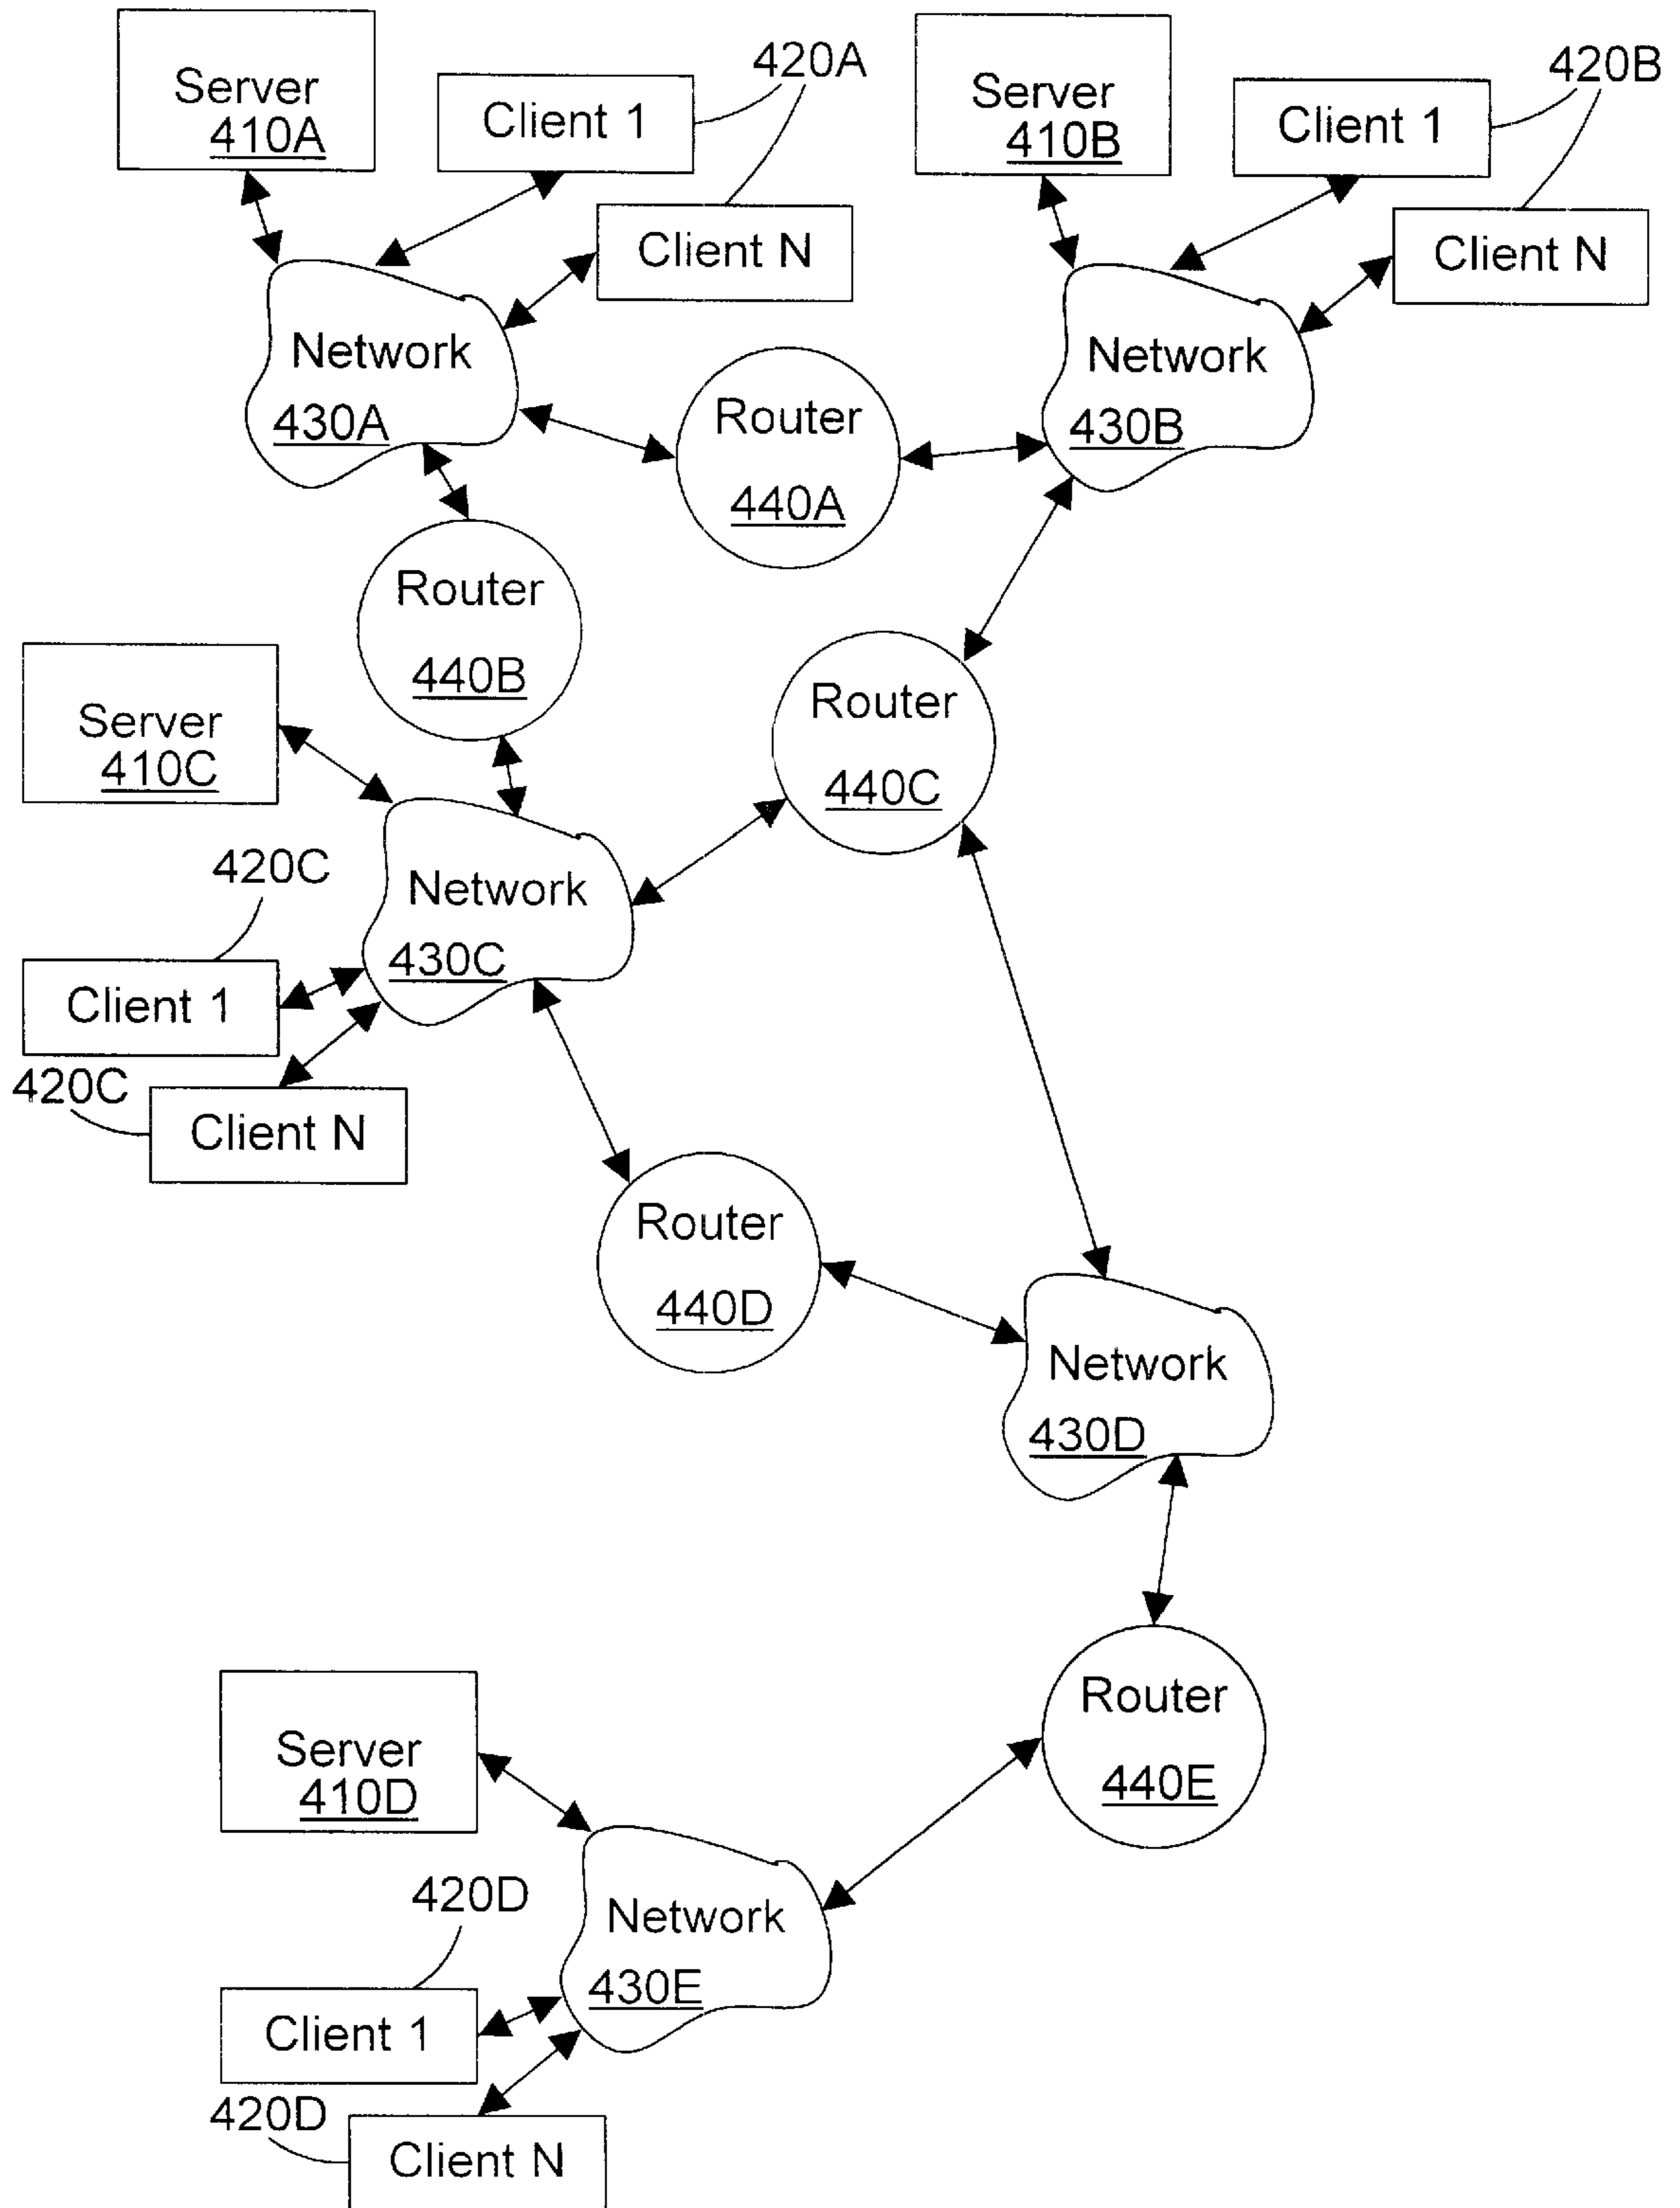 Server
410A
Client 1
420A
Client N
Server
410B
Client 1
420B
Client N
Network
430A
Router
440A
Network
430B
Router
440B
Server
410C
Router
440C
420C
Network
430C
Client 1
420C
Client N
Router
440D
Network
430D
Router
440E
Server
410D
420D
Network
430E
Client 1
420D
Client N